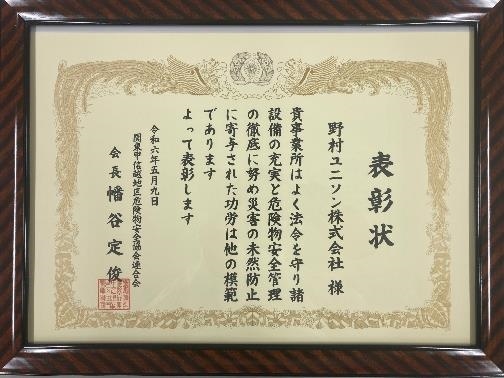 表彰状
野村ユニソン株式会社 様
貴事業所はよく法令を守り諸
設備の充実と危険物安全管理
の徹底に努め災害の未然防止
に寄与された功労は他の模範
であります
よって表彰します
令和六年五月九日
関東甲信越地区危険物安全協会連合会
会長 幡谷定俊